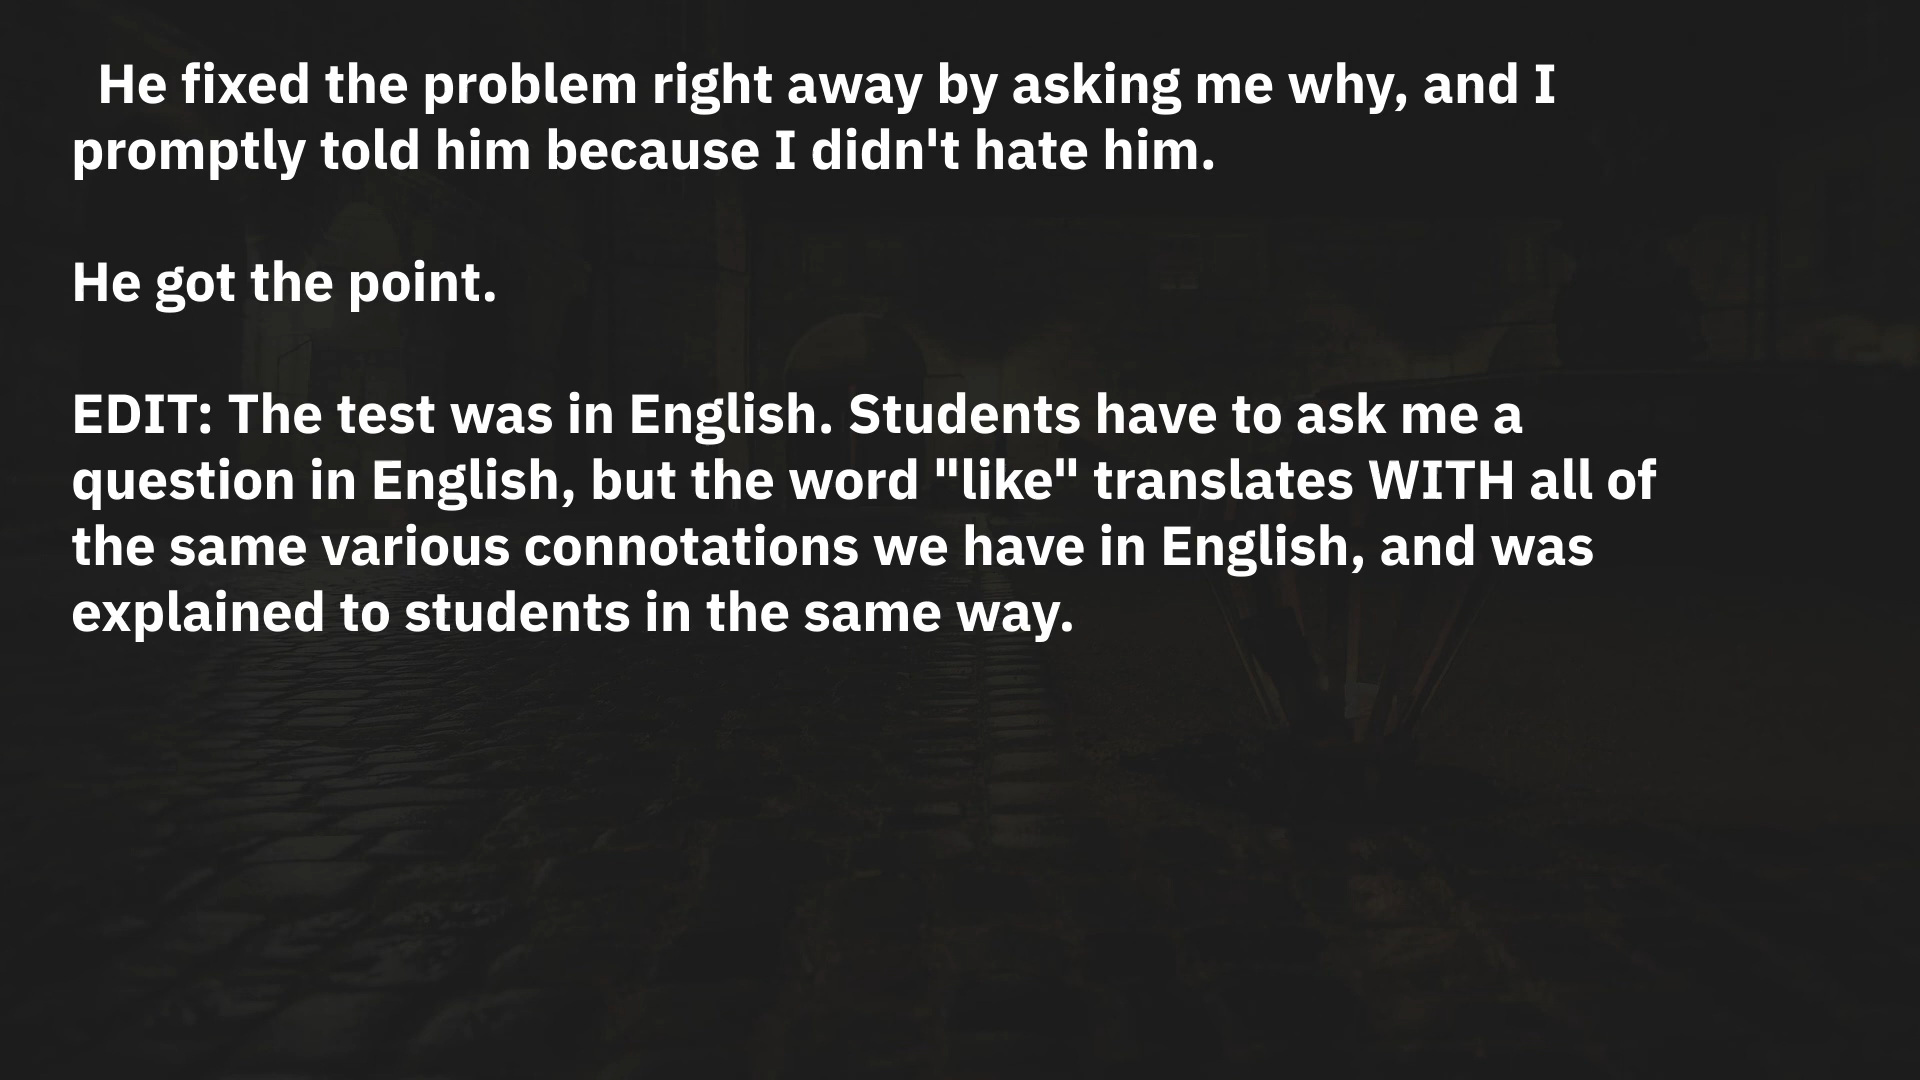 He fixed the problem right away by asking me why, and I
promptly told him because I didn't hate him.
He got the point.
EDIT: The test was in English. Students have to ask me a
question in English, but the word "like" translates WITH all of
the same various connotations we have in English, and was
explained to students in the same way.